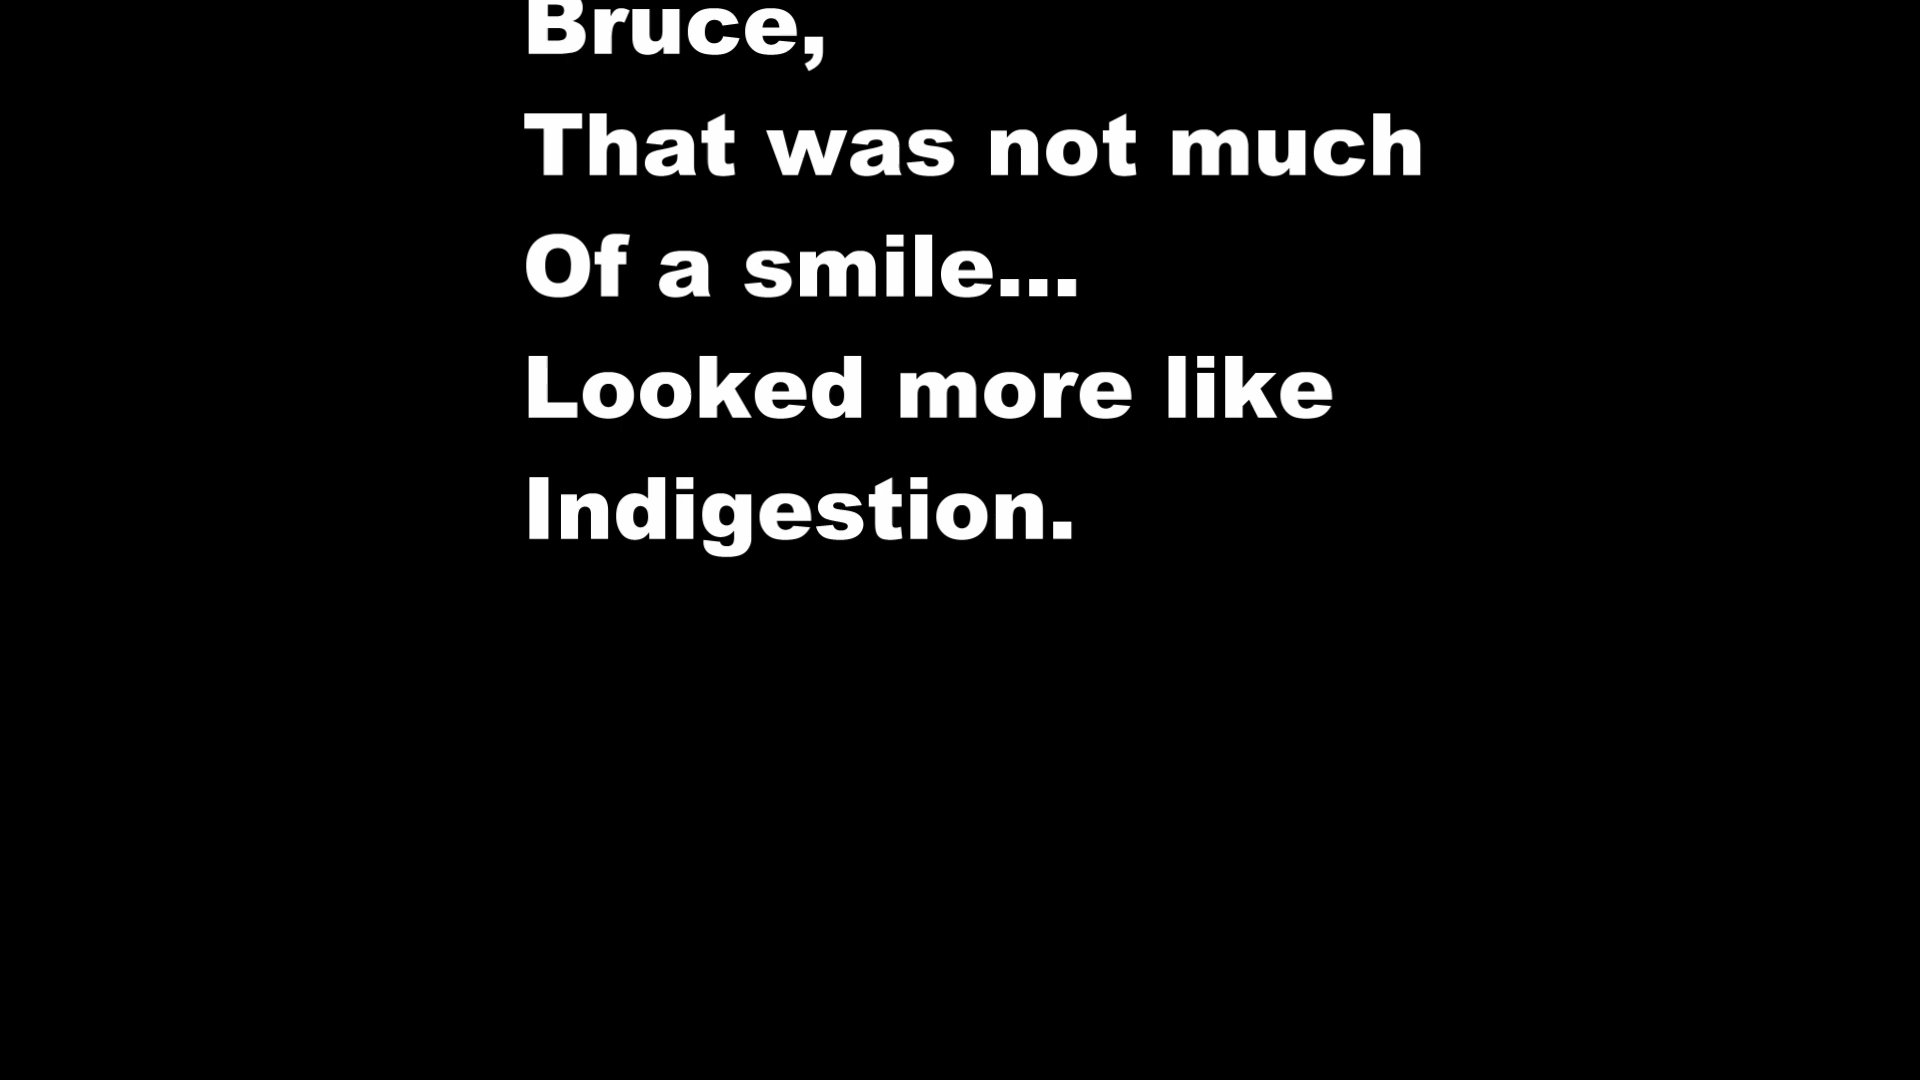 Bruce,
That was not much
Of a smile...
Looked more like
Indigestion.